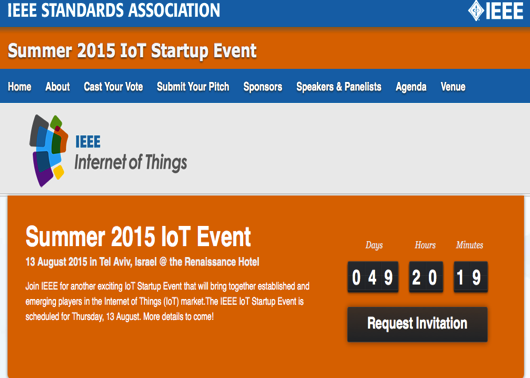 IEEE STANDARDS ASSOCIATION
IEEE
Summer 2015 IoT Startup Event
Home About Cast Your Vote Submit Your Pitch Sponsors Speakers & Panelists Agenda Venue
IEEE
Internet of Things
Summer 2015 IoT Event
13 August 2015 in Tel Aviv, Israel @ the Renaissance Hotel
Join IEEE for another exciting IoT Startup Event that will bring together established and
emerging players in the Internet of Things (IoT) market.The IEEE IoT Startup Event is
scheduled for Thursday, 13 August. More details to come!
Days Hours Minutes
049 20 19
Request Invitation